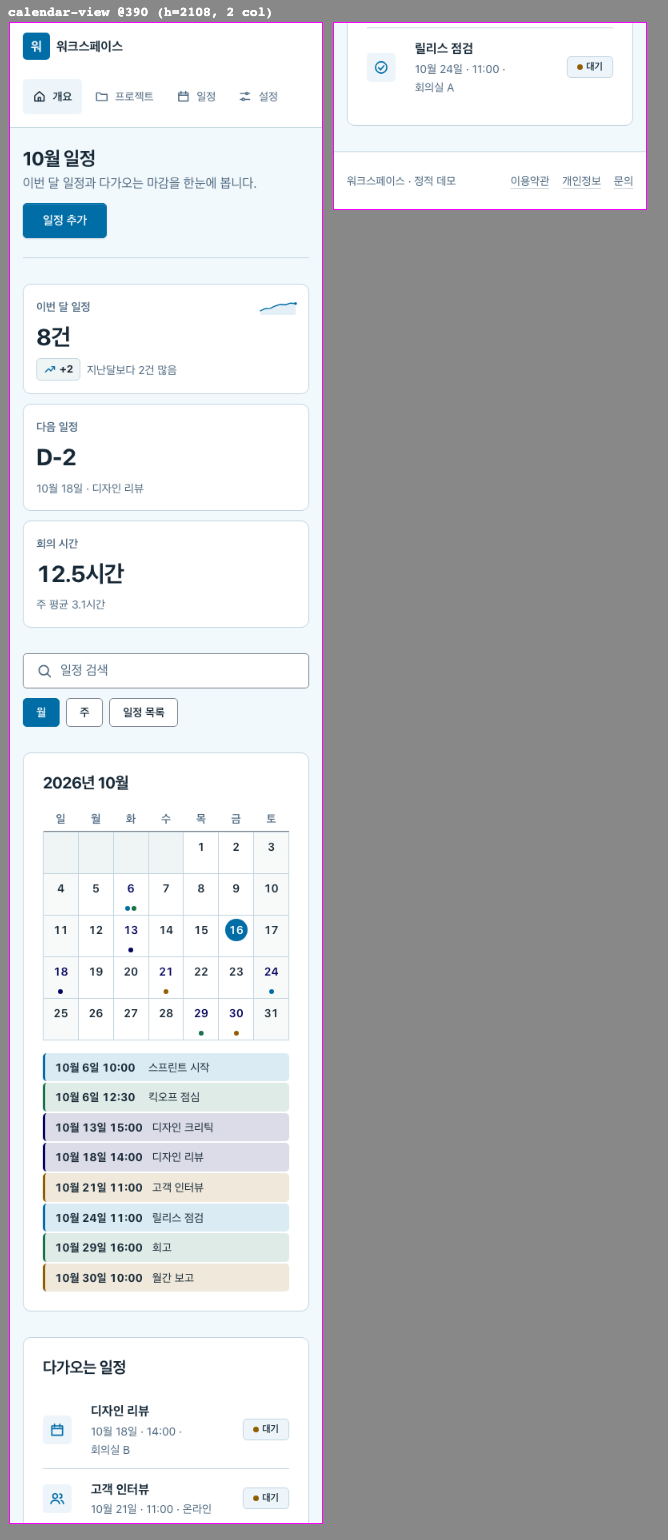 calendar-view @390 (h=2108, 2 col)
워 워크스페이스
개요 프로젝트 일정 설정
10월 일정
이번 달 일정과 다가오는 마감을 한눈에 봅니다.
일정 추가
이번 달 일정
8건
+2 지난달보다 2건 많음
다음 일정
D-2
10월 18일 · 디자인 리뷰
회의 시간
12.5시간
주 평균 3.1시간
일정 검색
월 주 일정 목록
2026년 10월
일 월 화 수 목 금 토
1 2 3
4 5 6 7 8 9 10
11 12 13 14 15 16 17
18 19 20 21 22 23 24
25 26 27 28 29 30 31
10월 6일 10:00 스프린트 시작
10월 6일 12:30 킥오프 점심
10월 13일 15:00 디자인 크리틱
10월 18일 14:00 디자인 리뷰
10월 21일 11:00 고객 인터뷰
10월 24일 11:00 릴리스 점검
10월 29일 16:00 회고
10월 30일 10:00 월간 보고
다가오는 일정
디자인 리뷰
10월 18일 · 14:00 ·
회의실 B
대기
고객 인터뷰
10월 21일 · 11:00 · 온라인
대기
릴리스 점검
10월 24일 · 11:00 ·
회의실 A
대기
워크스페이스 · 정적 데모 이용약관 개인정보 문의